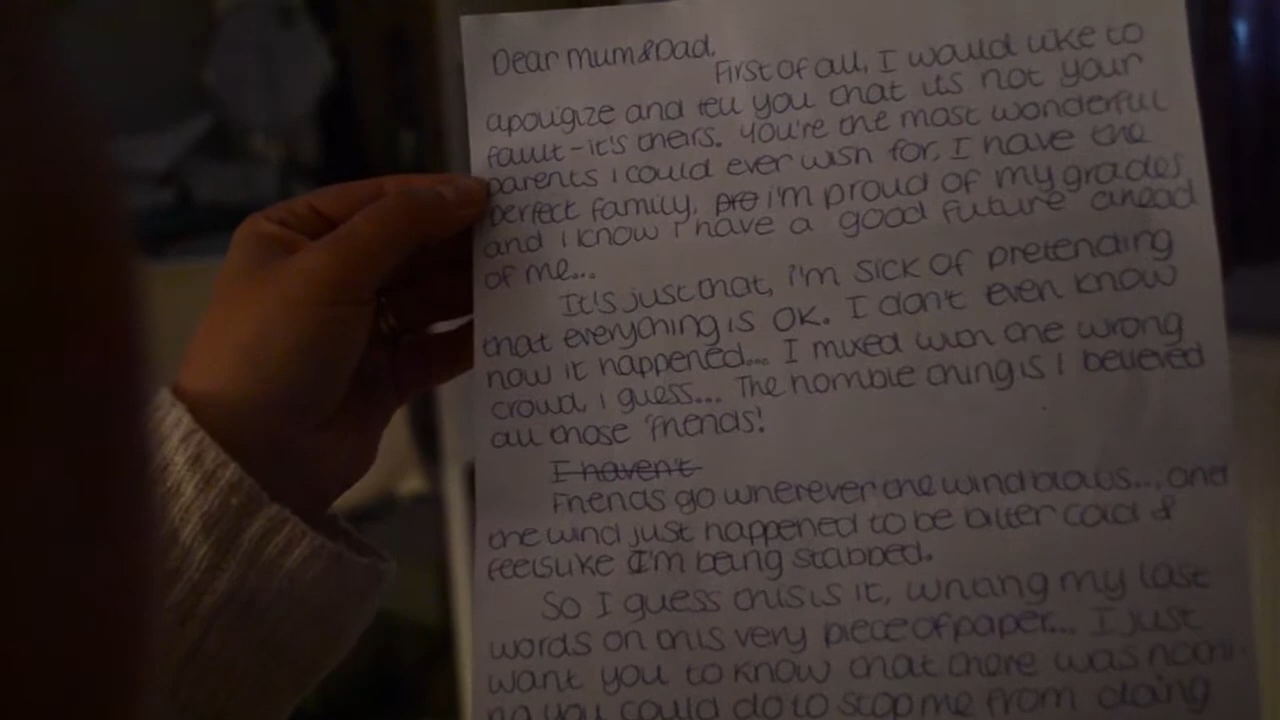 Dear mum & Dad,
First of all, I would like to
apoligize and tell you that its not your
fault - it's theirs. You're the most wonderful
parents i could ever wish for. I have the
perfect family, pro i'm proud of my grades
and i know i have a good future ahead
of me...
It's just that, i'm sick of pretending
that everything is OK. I don't even know
how it happened.... I mixed with the wrong
crowd, i guess... The horrible thing is I believed
all those 'friends!
I haven't
Friends go wherever the wind blows.... and
the wind just happened to be bitter cold &
feels like I'm being stabbed.
So I guess this is it, writing my last
words on this very piece of paper... I just
want you to know that there was nothi-
ng you could do to stop me from doing